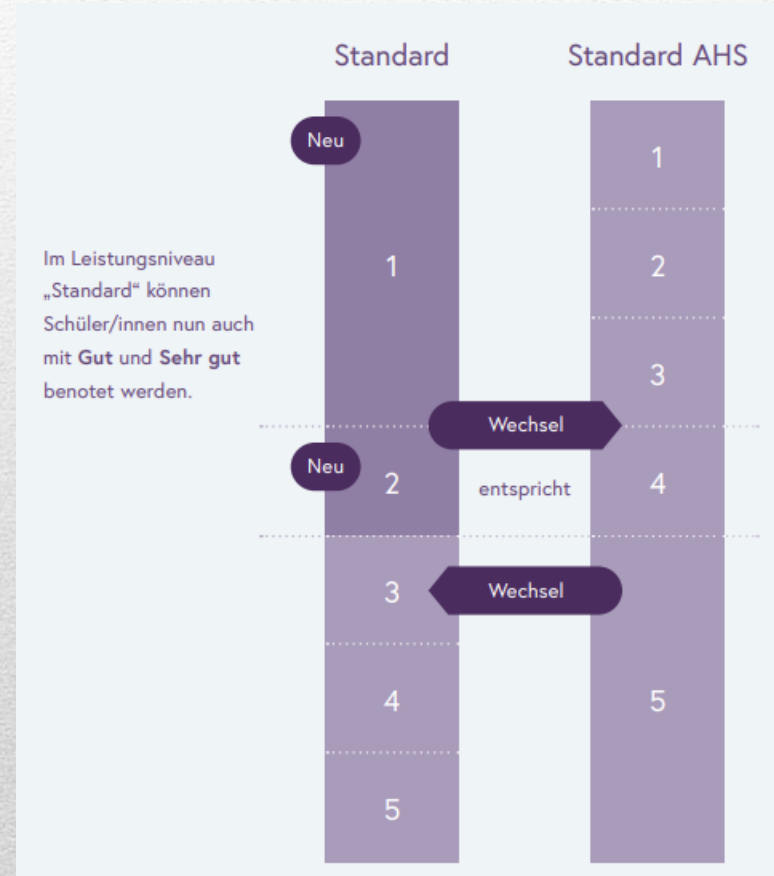 Standard
Standard AHS
Neu
1
1
2
Im Leistungsniveau
„Standard“ können
Schüler/innen nun auch
mit Gut und Sehr gut
benotet werden.
3
Wechsel
Neu
2
entspricht
4
3
Wechsel
4
5
5